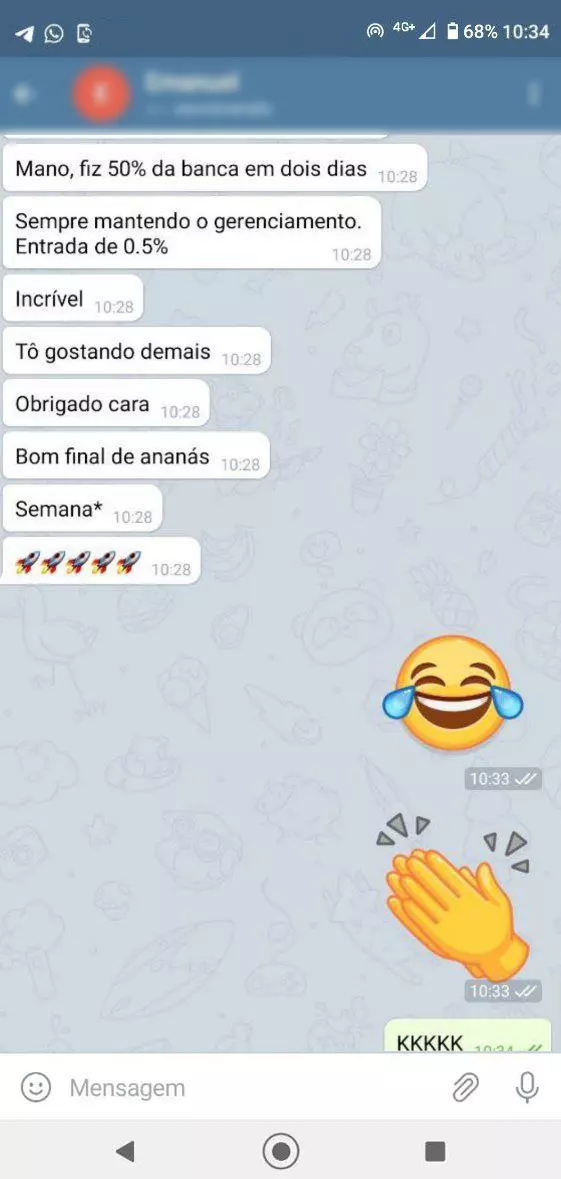 4G+ 68% 10:34
Emanuel
Mano, fiz 50% da banca em dois dias 10:28
Sempre mantendo o gerenciamento.
Entrada de 0.5% 10:28
Incrível 10:28
Tô gostando demais 10:28
Obrigado cara 10:28
Bom final de ananás 10:28
Semana* 10:28
10:28
10:33
10:33
KKKKK 10:34
Mensagem